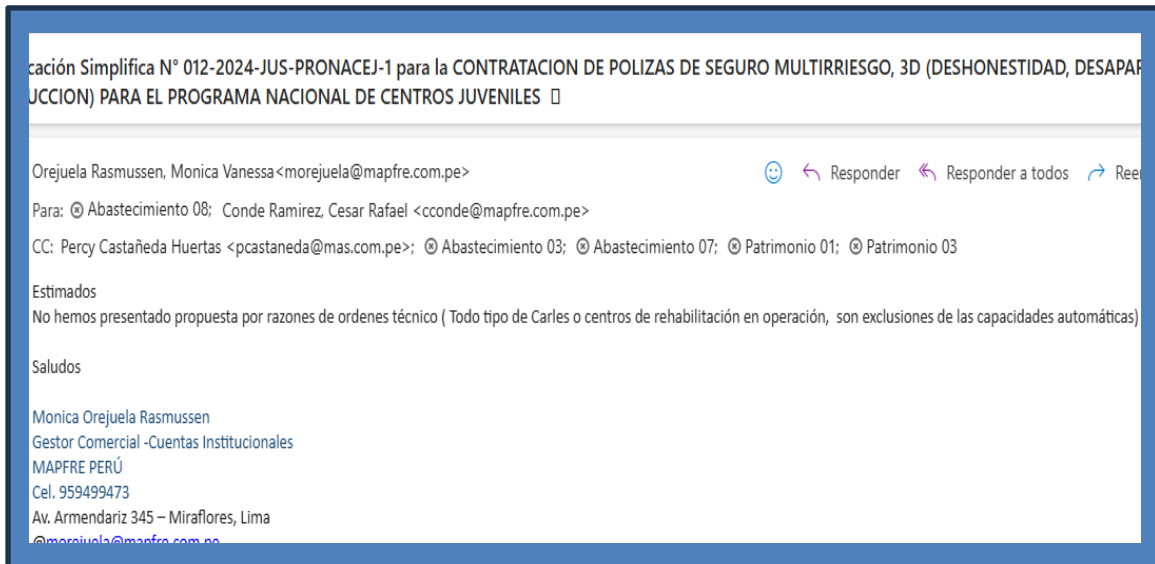 cación Simplifica N° 012-2024-JUS-PRONACEJ-1 para la CONTRATACION DE POLIZAS DE SEGURO MULTIRRIESGO, 3D (DESHONESTIDAD, DESAPAR
UCCION) PARA EL PROGRAMA NACIONAL DE CENTROS JUVENILES
Orejuela Rasmussen, Monica Vanessa<morejuela@mapfre.com.pe>
Responder Responder a todos Reen
Para: Abastecimiento 08; Conde Ramirez, Cesar Rafael <cconde@mapfre.com.pe>
CC: Percy Castañeda Huertas <pcastaneda@mas.com.pe>; Abastecimiento 03; Abastecimiento 07; Patrimonio 01; Patrimonio 03
Estimados
No hemos presentado propuesta por razones de ordenes técnico ( Todo tipo de Carles o centros de rehabilitación en operación, son exclusiones de las capacidades automáticas)
Saludos
Monica Orejuela Rasmussen
Gestor Comercial -Cuentas Institucionales
MAPFRE PERÚ
Cel. 959499473
Av. Armendariz 345 – Miraflores, Lima
@morejuela@mapfre.com.pe